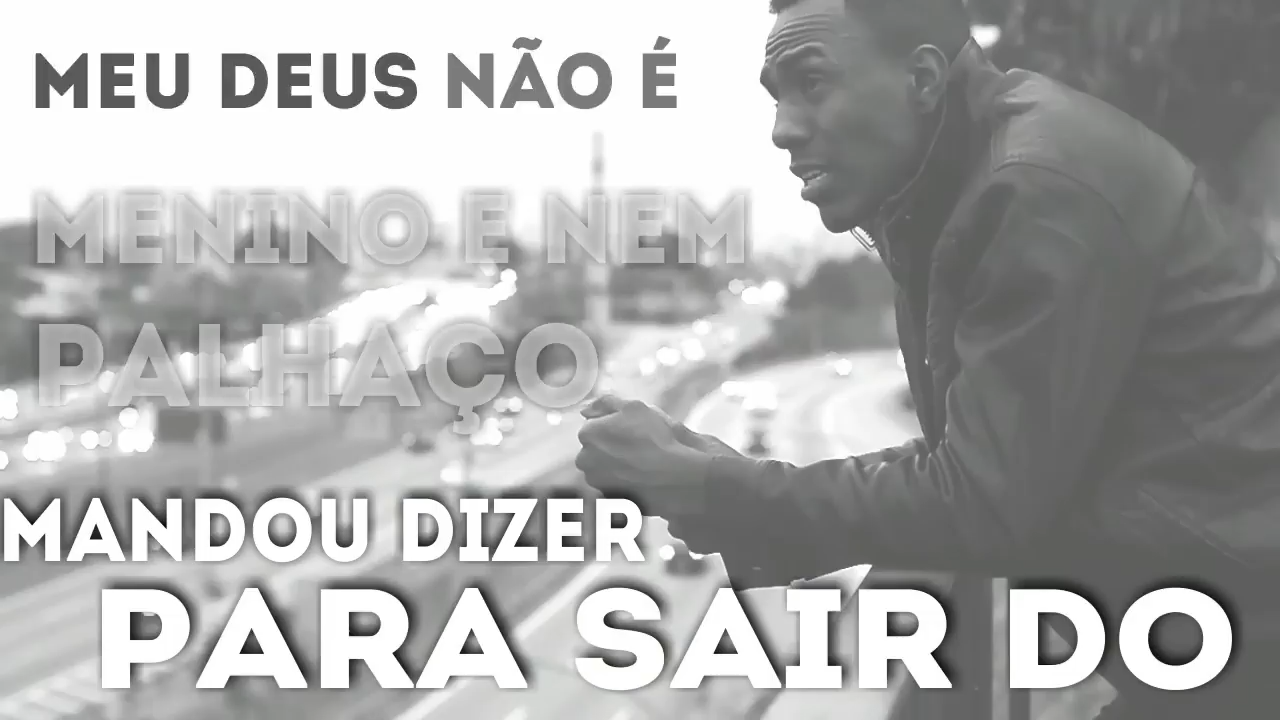 MEU DEUS NÃO É
MENINO E NEM
PALHAÇO
MANDOU DIZER
PARA SAIR DO